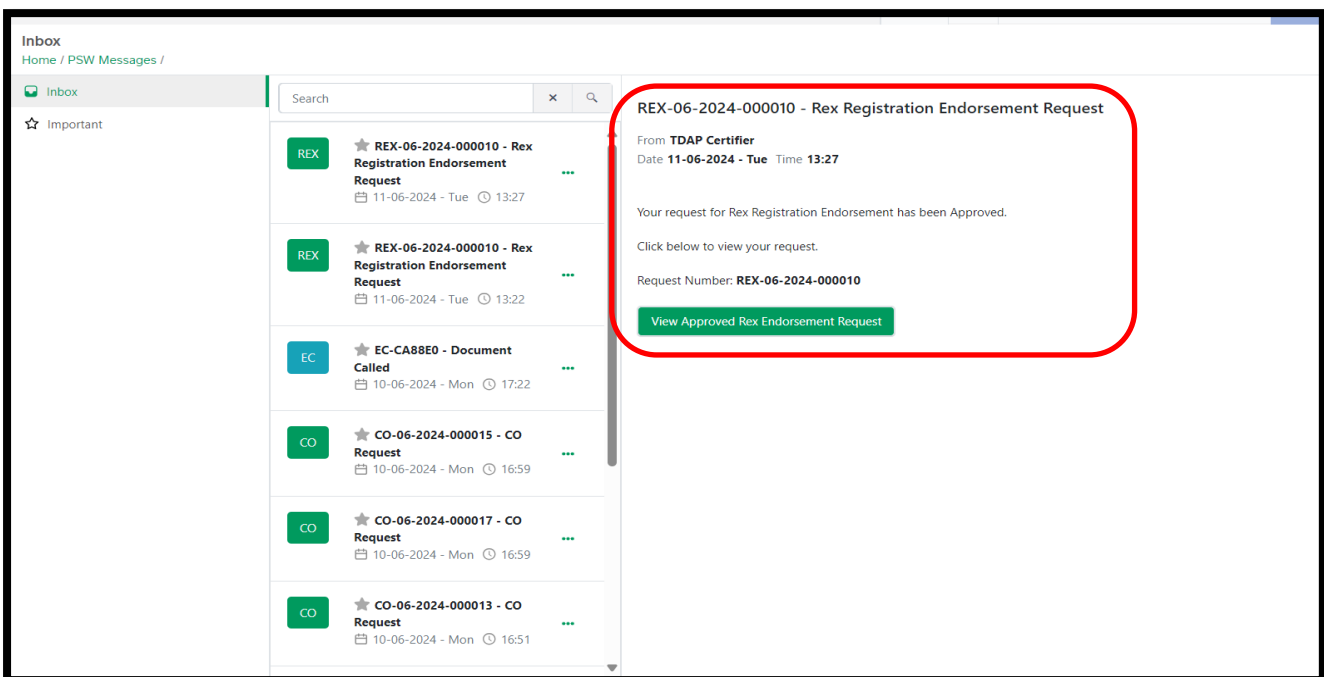 Inbox
Home / PSW Messages /
Inbox
Important
Search
REX
REX-06-2024-000010 - Rex
Registration Endorsement
Request
11-06-2024 - Tue 13:27
REX
REX-06-2024-000010 - Rex
Registration Endorsement
Request
11-06-2024 - Tue 13:22
EC
EC-CA88E0 - Document
Called
10-06-2024 - Mon 17:22
CO
CO-06-2024-000015 - CO
Request
10-06-2024 - Mon 16:59
CO
CO-06-2024-000017 - CO
Request
10-06-2024 - Mon 16:59
CO
CO-06-2024-000013 - CO
Request
10-06-2024 - Mon 16:51
REX-06-2024-000010 - Rex Registration Endorsement Request
From TDAP Certifier
Date 11-06-2024 - Tue Time 13:27
Your request for Rex Registration Endorsement has been Approved.
Click below to view your request.
Request Number: REX-06-2024-000010
View Approved Rex Endorsement Request